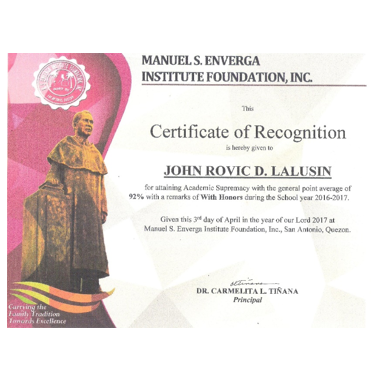 MANUEL S. ENVERGA
INSTITUTE FOUNDATION, INC.
This
Certificate of Recognition
is hereby given to
JOHN ROVIC D. LALUSIN
for attaining Academic Supremacy with the general point average of
92% with a remarks of With Honors during the School year 2016-2017.
Given this 3rd day of April in the year of our Lord 2017 at
Manuel S. Enverga Institute Foundation, Inc., San Antonio, Quezon.
DR. CARMELITA L. TIÑANA
Principal
Carrying the
Family Tradition
Towards Excellence